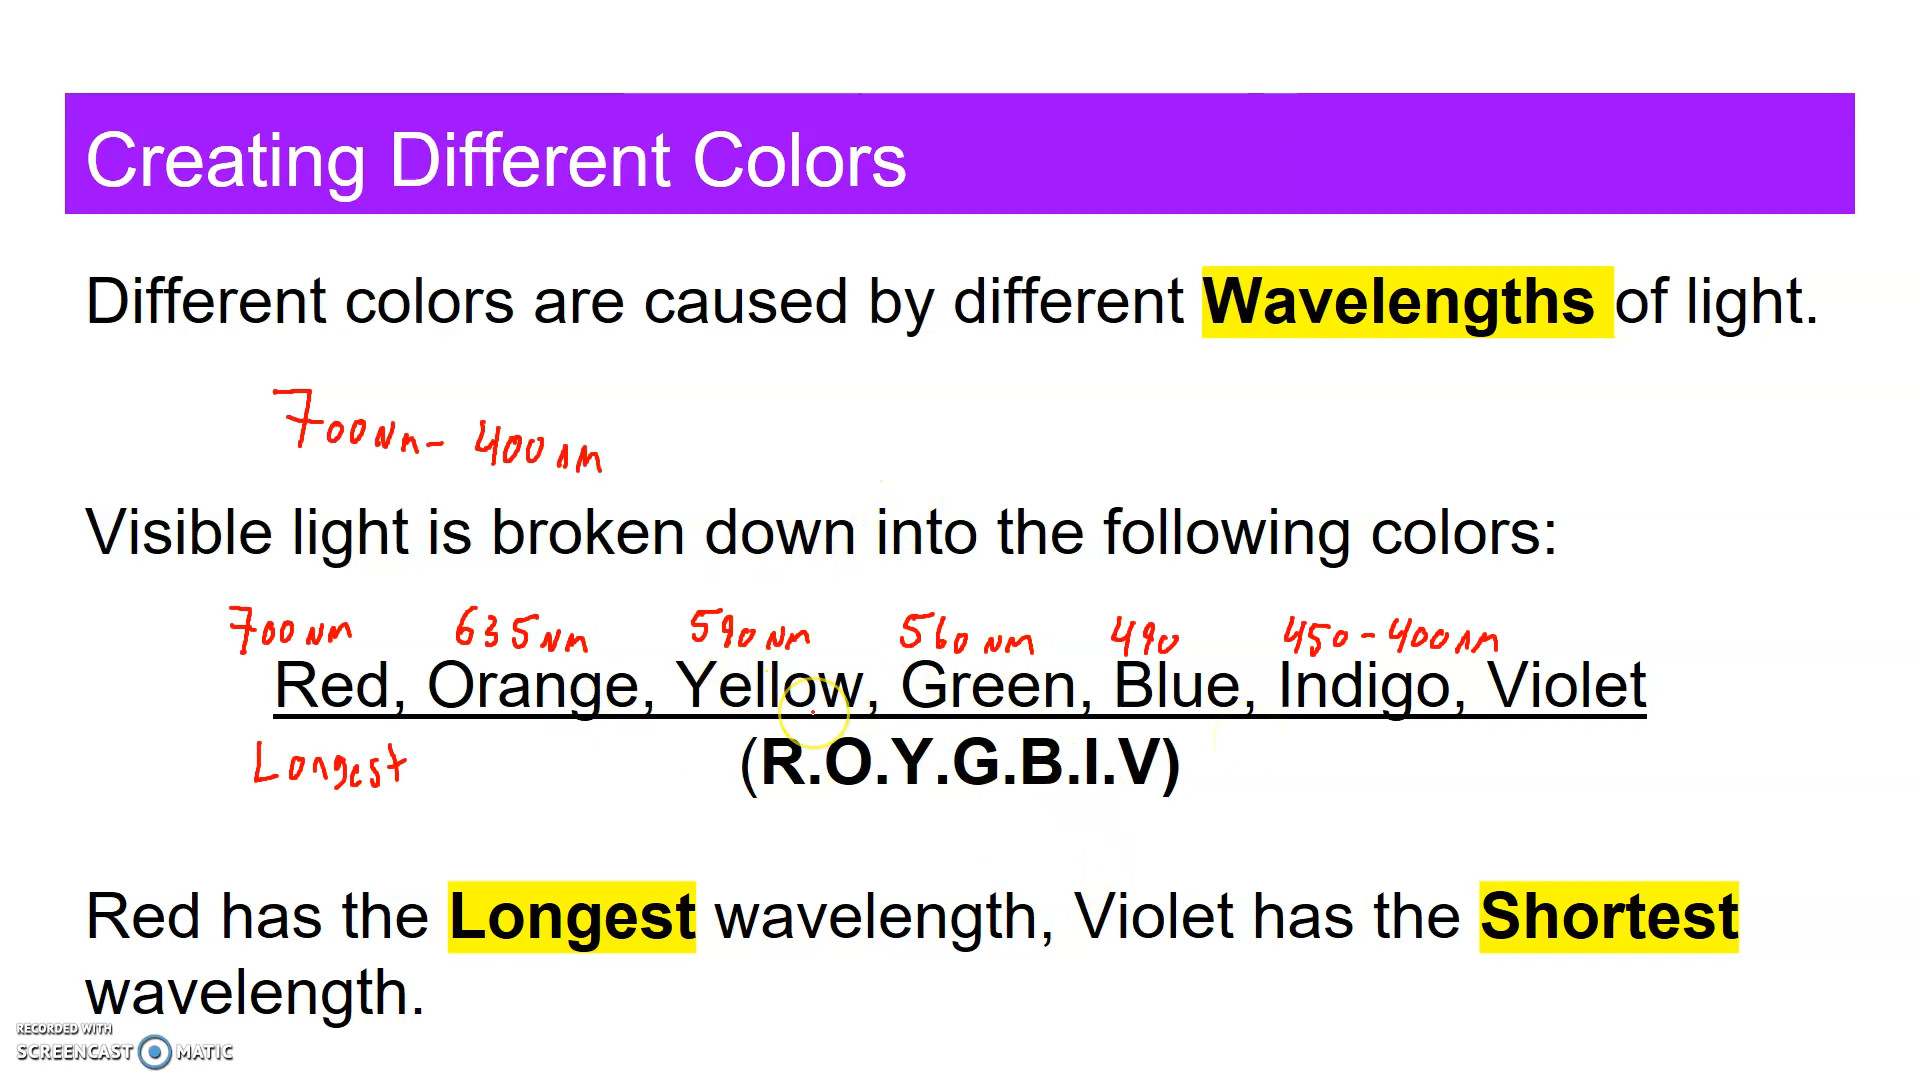 Creating Different Colors
Different colors are caused by different Wavelengths of light.
700nm - 400nm
Visible light is broken down into the following colors:
700nm 635nm 590nm 560nm 490 450-400nm
Red, Orange, Yellow, Green, Blue, Indigo, Violet
Longest (R.O.Y.G.B.I.V)
Red has the Longest wavelength, Violet has the Shortest
wavelength.
RECORDED WITH
SCREENCAST MATIC